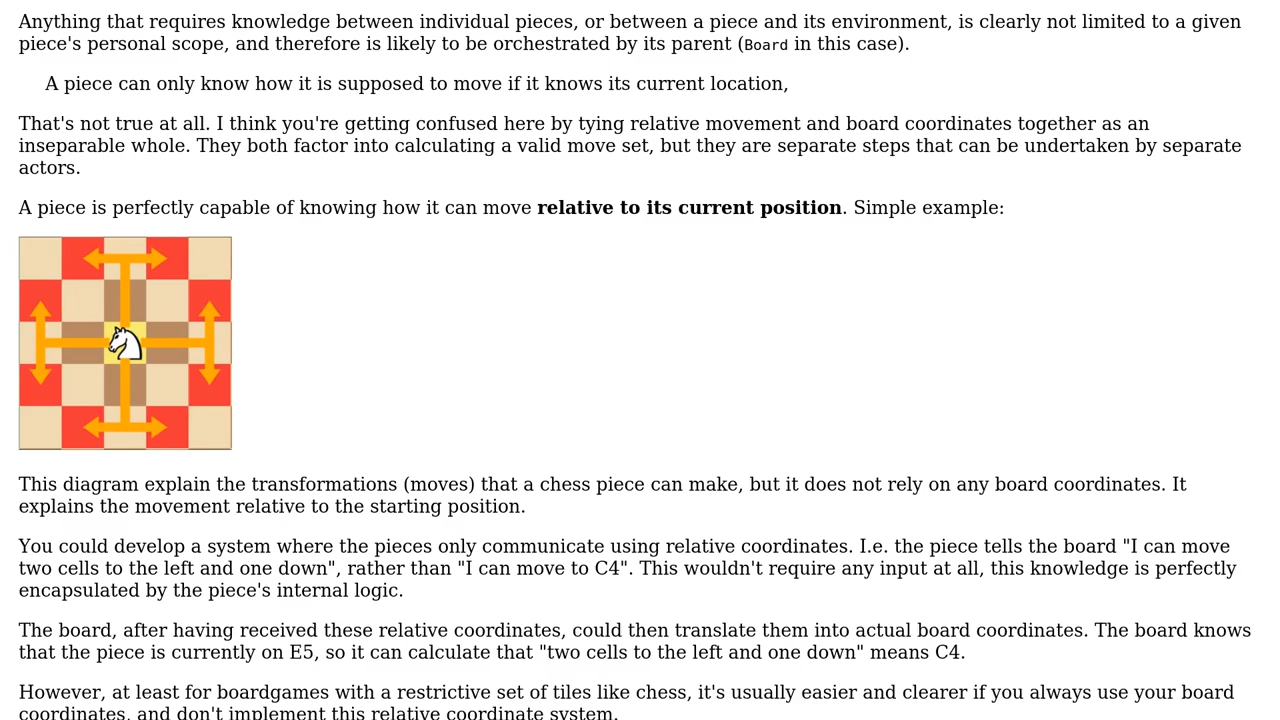 Anything that requires knowledge between individual pieces, or between a piece and its environment, is clearly not limited to a given
piece's personal scope, and therefore is likely to be orchestrated by its parent (Board in this case).
A piece can only know how it is supposed to move if it knows its current location,
That's not true at all. I think you're getting confused here by tying relative movement and board coordinates together as an
inseparable whole. They both factor into calculating a valid move set, but they are separate steps that can be undertaken by separate
actors.
A piece is perfectly capable of knowing how it can move relative to its current position. Simple example:
This diagram explain the transformations (moves) that a chess piece can make, but it does not rely on any board coordinates. It
explains the movement relative to the starting position.
You could develop a system where the pieces only communicate using relative coordinates. I.e. the piece tells the board "I can move
two cells to the left and one down", rather than "I can move to C4". This wouldn't require any input at all, this knowledge is perfectly
encapsulated by the piece's internal logic.
The board, after having received these relative coordinates, could then translate them into actual board coordinates. The board knows
that the piece is currently on E5, so it can calculate that "two cells to the left and one down" means C4.
However, at least for boardgames with a restrictive set of tiles like chess, it's usually easier and clearer if you always use your board
coordinates, and don't implement this relative coordinate system.